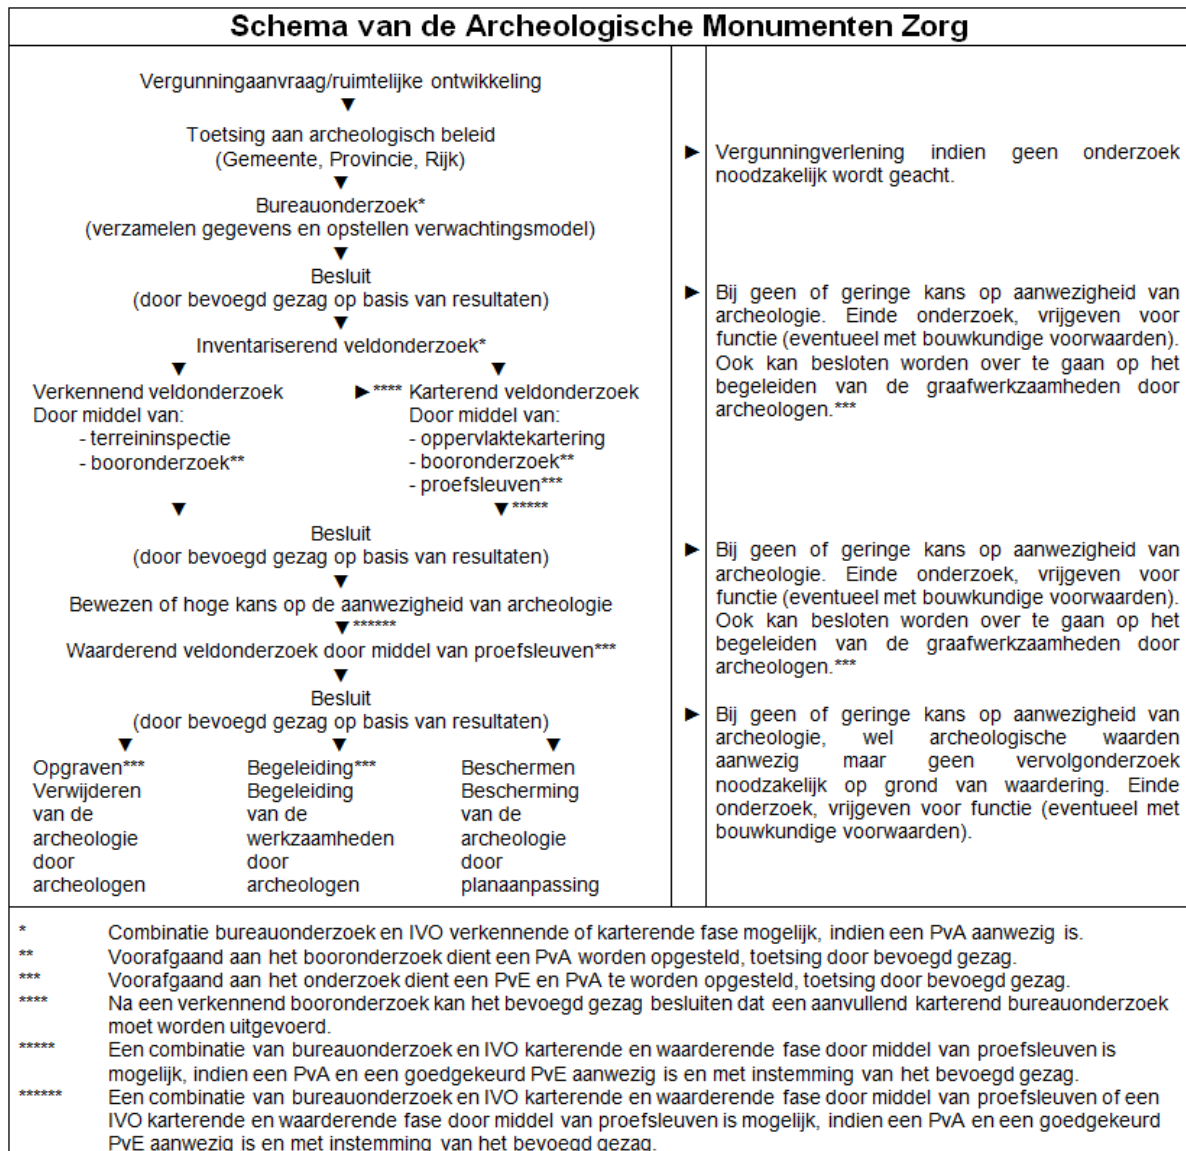 Schema van de Archeologische Monumenten Zorg
Vergunningaanvraag/ruimtelijke ontwikkeling
▼
Toetsing aan archeologisch beleid
(Gemeente, Provincie, Rijk)
► Vergunningverlening indien geen onderzoek
noodzakelijk wordt geacht.
▼
Bureauonderzoek*
(verzamelen gegevens en opstellen verwachtingsmodel)
▼
Besluit
(door bevoegd gezag op basis van resultaten)
► Bij geen of geringe kans op aanwezigheid van
archeologie. Einde onderzoek, vrijgeven voor
functie (eventueel met bouwkundige voorwaarden).
Ook kan besloten worden over te gaan op het
begeleiden van de graafwerkzaamheden door
archeologen.***
▼
Inventariserend veldonderzoek*
▼ ▼
Verkennend veldonderzoek
Door middel van:
- terreininspectie
- booronderzoek**
▼
►**** Karterend veldonderzoek
Door middel van:
- oppervlaktekartering
- booronderzoek**
- proefsleuven***
▼*****
Besluit
(door bevoegd gezag op basis van resultaten)
► Bij geen of geringe kans op aanwezigheid van
archeologie. Einde onderzoek, vrijgeven voor
functie (eventueel met bouwkundige voorwaarden).
Ook kan besloten worden over te gaan op het
begeleiden van de graafwerkzaamheden door
archeologen.***
▼
Bewezen of hoge kans op de aanwezigheid van archeologie
▼******
Waarderend veldonderzoek door middel van proefsleuven***
▼
Besluit
(door bevoegd gezag op basis van resultaten)
► Bij geen of geringe kans op aanwezigheid van
archeologie, wel archeologische waarden
aanwezig maar geen vervolgonderzoek
noodzakelijk op grond van waardering. Einde
onderzoek, vrijgeven voor functie (eventueel met
bouwkundige voorwaarden).
▼ ▼ ▼
Opgraven***
Verwijderen
van de
archeologie
door
archeologen
Begeleiding***
Begeleiding
van de
werkzaamheden
door
archeologen
Beschermen
Bescherming
van de
archeologie
door
planaanpassing
* Combinatie bureauonderzoek en IVO verkennende of karterende fase mogelijk, indien een PvA aanwezig is.
** Voorafgaand aan het booronderzoek dient een PvA worden opgesteld, toetsing door bevoegd gezag.
*** Voorafgaand aan het onderzoek dient een PvE en PvA te worden opgesteld, toetsing door bevoegd gezag.
**** Na een verkennend booronderzoek kan het bevoegd gezag besluiten dat een aanvullend karterend bureauonderzoek
moet worden uitgevoerd.
***** Een combinatie van bureauonderzoek en IVO karterende en waarderende fase door middel van proefsleuven is
mogelijk, indien een PvA en een goedgekeurd PvE aanwezig is en met instemming van het bevoegd gezag.
****** Een combinatie van bureauonderzoek en IVO karterende en waarderende fase door middel van proefsleuven of een
IVO karterende en waarderende fase door middel van proefsleuven is mogelijk, indien een PvA en een goedgekeurd
PvE aanwezig is en met instemming van het bevoegd gezag.